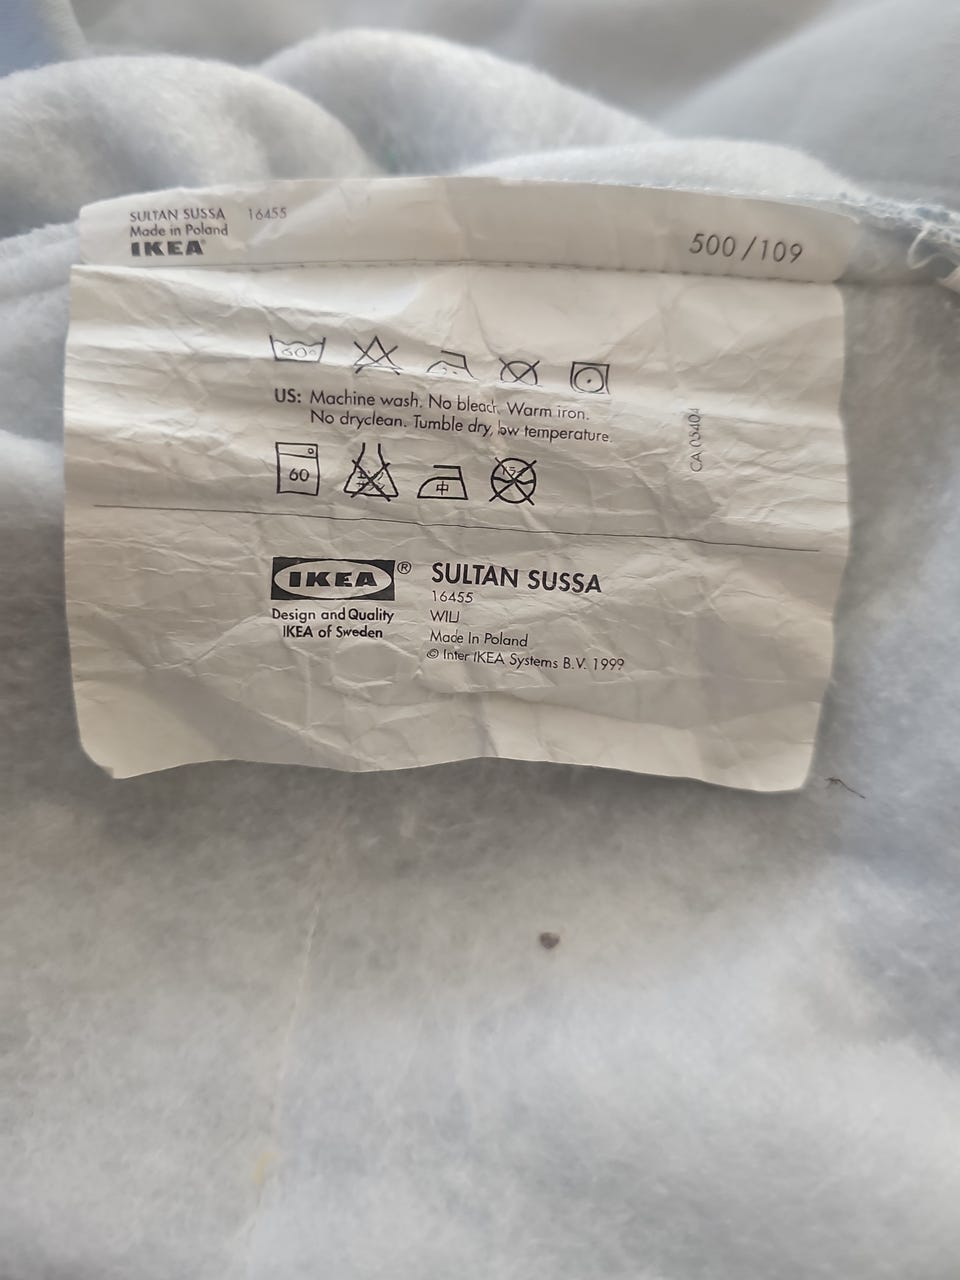 SULTAN SUSSA 16455
Made in Poland
IKEA®
500/109
60°
US: Machine wash. No bleach. Warm iron.
No dryclean. Tumble dry, low temperature.
CA 03404
60
中
IKEA®
Design and Quality
IKEA of Sweden
SULTAN SUSSA
16455
Made In Poland
© Inter IKEA Systems B.V. 1999